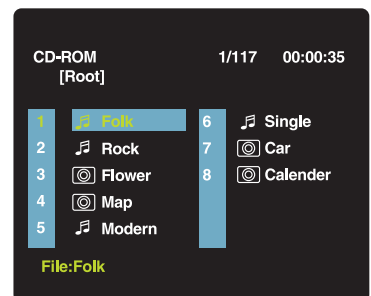 CD-ROM 1/117 00:00:35
[Root]
1 Folk
2 Rock
3 Flower
4 Map
5 Modern
6 Single
7 Car
8 Calender
File:Folk